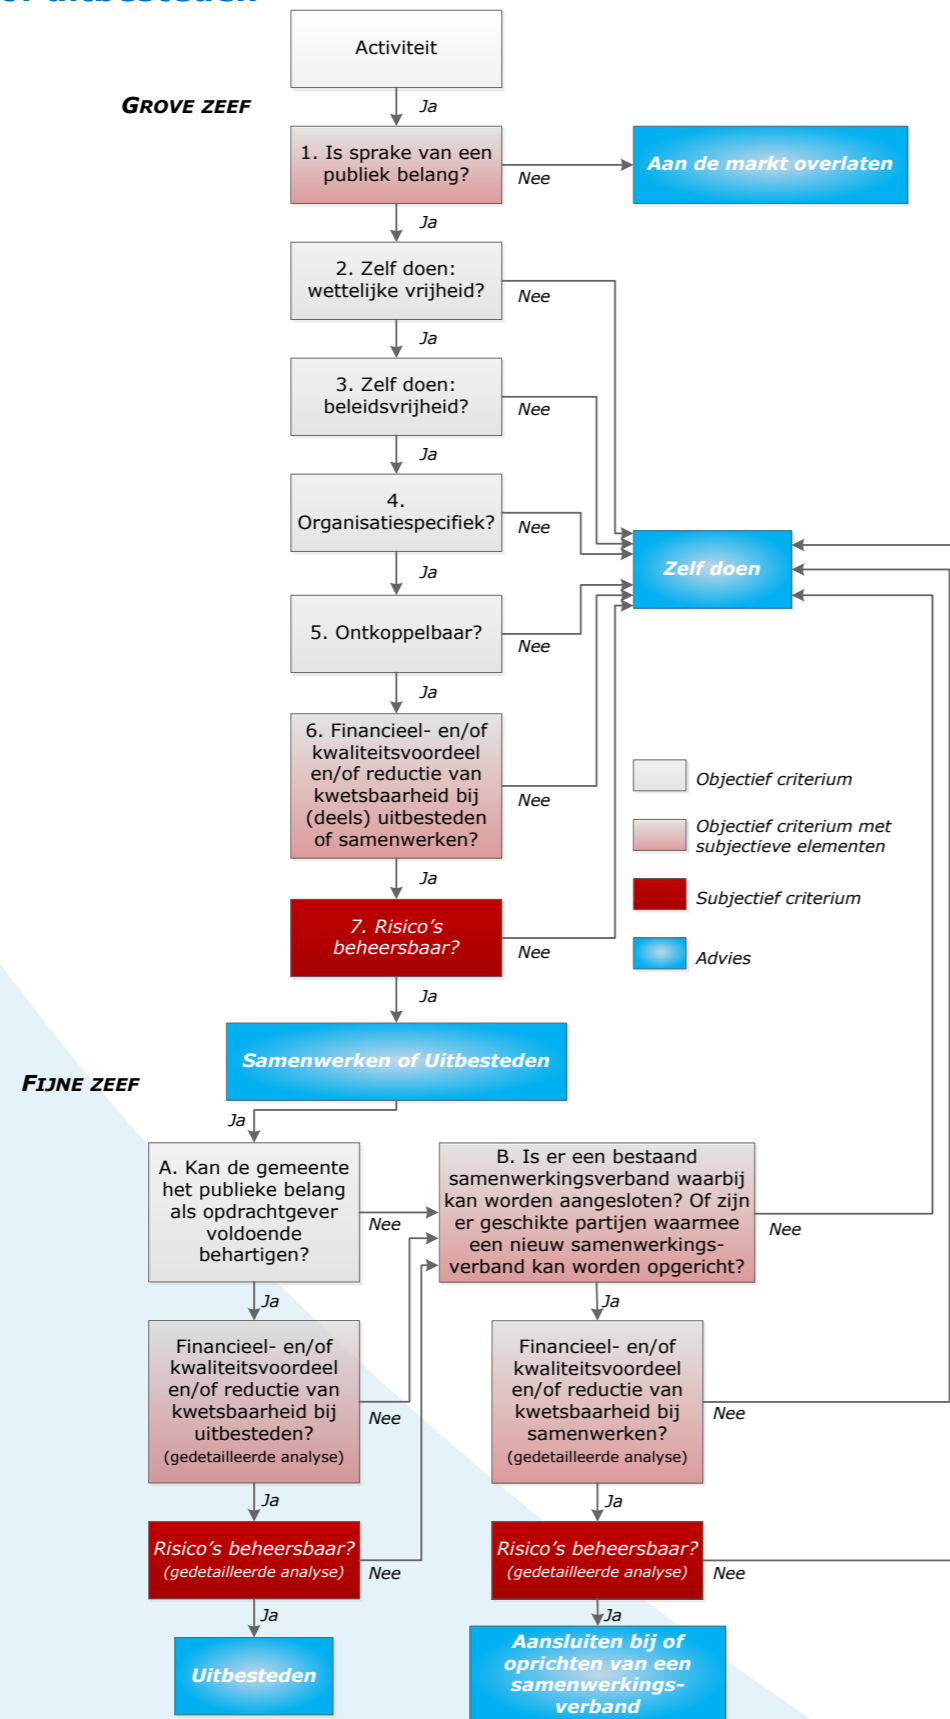 of uitbesteden
Activiteit
GROVE ZEEF
Ja
1. Is sprake van een
publiek belang?
Nee
Aan de markt overlaten
Ja
2. Zelf doen:
wettelijke vrijheid?
Nee
Ja
3. Zelf doen:
beleidsvrijheid?
Nee
Ja
4.
Organisatiespecifiek?
Nee
Zelf doen
Ja
5. Ontkoppelbaar?
Nee
Ja
6. Financieel- en/of
kwaliteitsvoordeel
en/of reductie van
kwetsbaarheid bij
(deels) uitbesteden
of samenwerken?
Nee
Objectief criterium
Objectief criterium met
subjectieve elementen
Subjectief criterium
Advies
Ja
7. Risico's
beheersbaar?
Nee
Ja
Samenwerken of Uitbesteden
FIJNE ZEEF
Ja
A. Kan de gemeente
het publieke belang
als opdrachtgever
voldoende
behartigen?
Nee
B. Is er een bestaand
samenwerkingsverband waarbij
kan worden aangesloten? Of zijn
er geschikte partijen waarmee
een nieuw samenwerkings-
verband kan worden opgericht?
Nee
Ja
Ja
Financieel- en/of
kwaliteitsvoordeel
en/of reductie van
kwetsbaarheid bij
uitbesteden?
(gedetailleerde analyse)
Nee
Financieel- en/of
kwaliteitsvoordeel
en/of reductie van
kwetsbaarheid bij
samenwerken?
(gedetailleerde analyse)
Nee
Ja
Ja
Risico's beheersbaar?
(gedetailleerde analyse)
Nee
Risico's beheersbaar?
(gedetailleerde analyse)
Nee
Ja
Ja
Uitbesteden
Aansluiten bij of
oprichten van een
samenwerkings-
verband